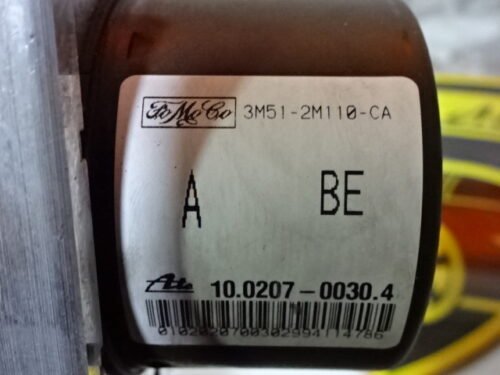 FoMoCo 3M51-2M110-CA
A BE
Ate 10.0207-0030.4